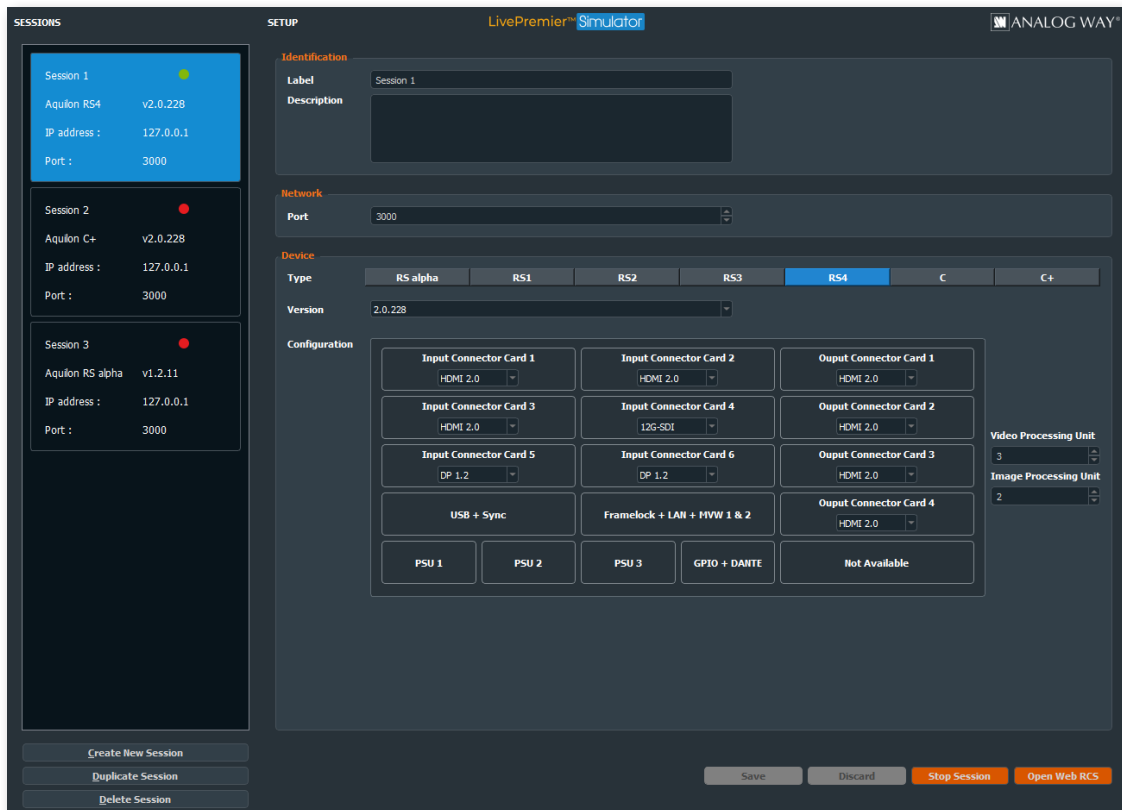 SESSIONS
SETUP
LivePremier™ Simulator
ANALOG WAY®
Session 1
Aquilon RS4 v2.0.228
IP address : 127.0.0.1
Port : 3000
Session 2
Aquilon C+ v2.0.228
IP address : 127.0.0.1
Port : 3000
Session 3
Aquilon RS alpha v1.2.11
IP address : 127.0.0.1
Port : 3000
Create New Session
Duplicate Session
Delete Session
Identification
Label Session 1
Description
Network
Port 3000
Device
Type RS alpha RS1 RS2 RS3 RS4 C C+
Version 2.0.228
Configuration
Input Connector Card 1 Input Connector Card 2 Ouput Connector Card 1
HDMI 2.0 HDMI 2.0 HDMI 2.0
Input Connector Card 3 Input Connector Card 4 Ouput Connector Card 2
HDMI 2.0 12G-SDI HDMI 2.0
Input Connector Card 5 Input Connector Card 6 Ouput Connector Card 3
DP 1.2 DP 1.2 HDMI 2.0
USB + Sync Framelock + LAN + MVW 1 & 2 Ouput Connector Card 4
HDMI 2.0
PSU 1 PSU 2 PSU 3 GPIO + DANTE Not Available
Video Processing Unit
3
Image Processing Unit
2
Save Discard Stop Session Open Web RCS